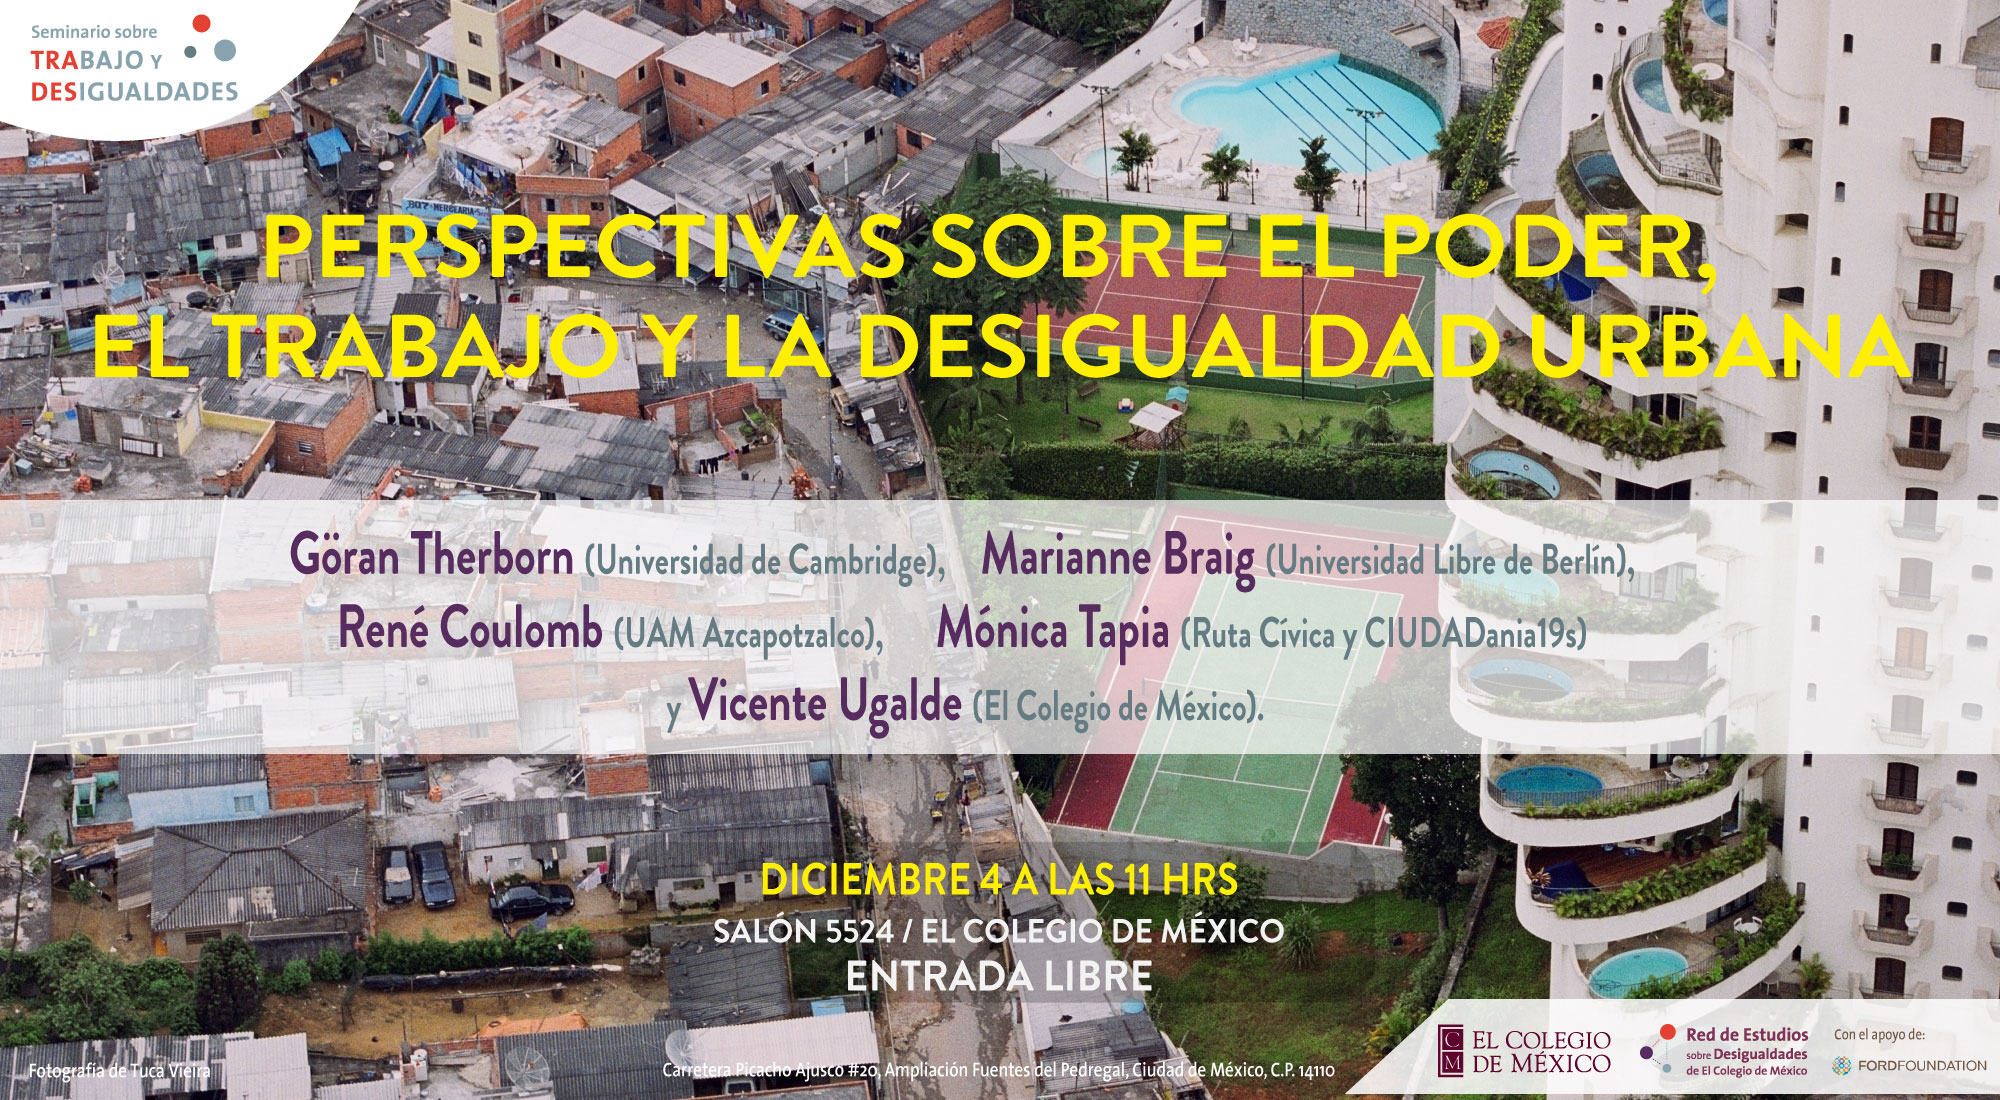 Seminario sobre
TRABAJO Y
DESIGUALDADES
807 MERCEARIA
PERSPECTIVAS SOBRE EL PODER,
EL TRABAJO Y LA DESIGUALDAD URBANA
Göran Therborn (Universidad de Cambridge), Marianne Braig (Universidad Libre de Berlín),
René Coulomb (UAM Azcapotzalco), Mónica Tapia (Ruta Cívica y CIUDADania19s)
y Vicente Ugalde (El Colegio de México).
DICIEMBRE 4 A LAS 11 HRS
SALÓN 5524 / EL COLEGIO DE MÉXICO
ENTRADA LIBRE
Fotografía de Tuca Vieira
Carretera Picacho Ajusco #20, Ampliación Fuentes del Pedregal, Ciudad de México, C.P. 14110
CM
EL COLEGIO
DE MÉXICO
Red de Estudios
sobre Desigualdades
de El Colegio de México
Con el apoyo de:
FORDFOUNDATION